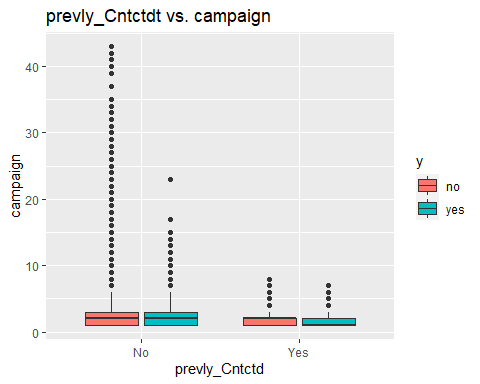 prevly_Cntctdt vs. campaign
40
30
20
10
0
campaign
No
Yes
prevly_Cntctd
y
no
yes